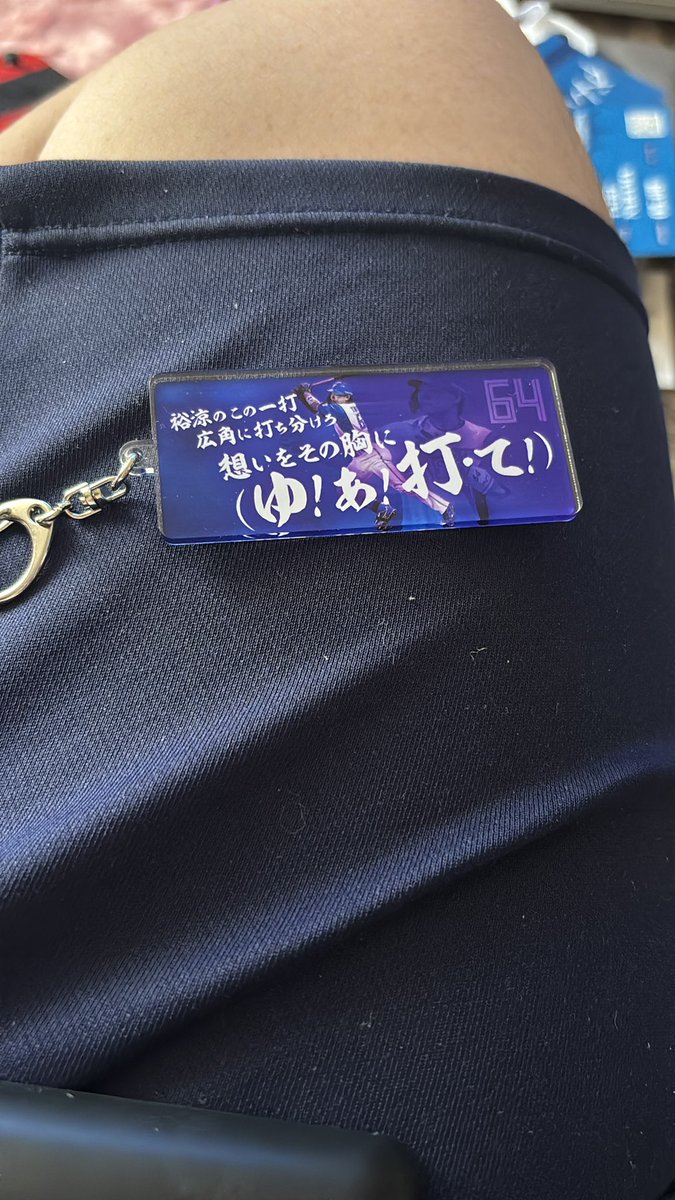 裕涼のこの一打
広角に打ち分けろ
想いをその胸に
(ゆ!あ!打・て!)
64